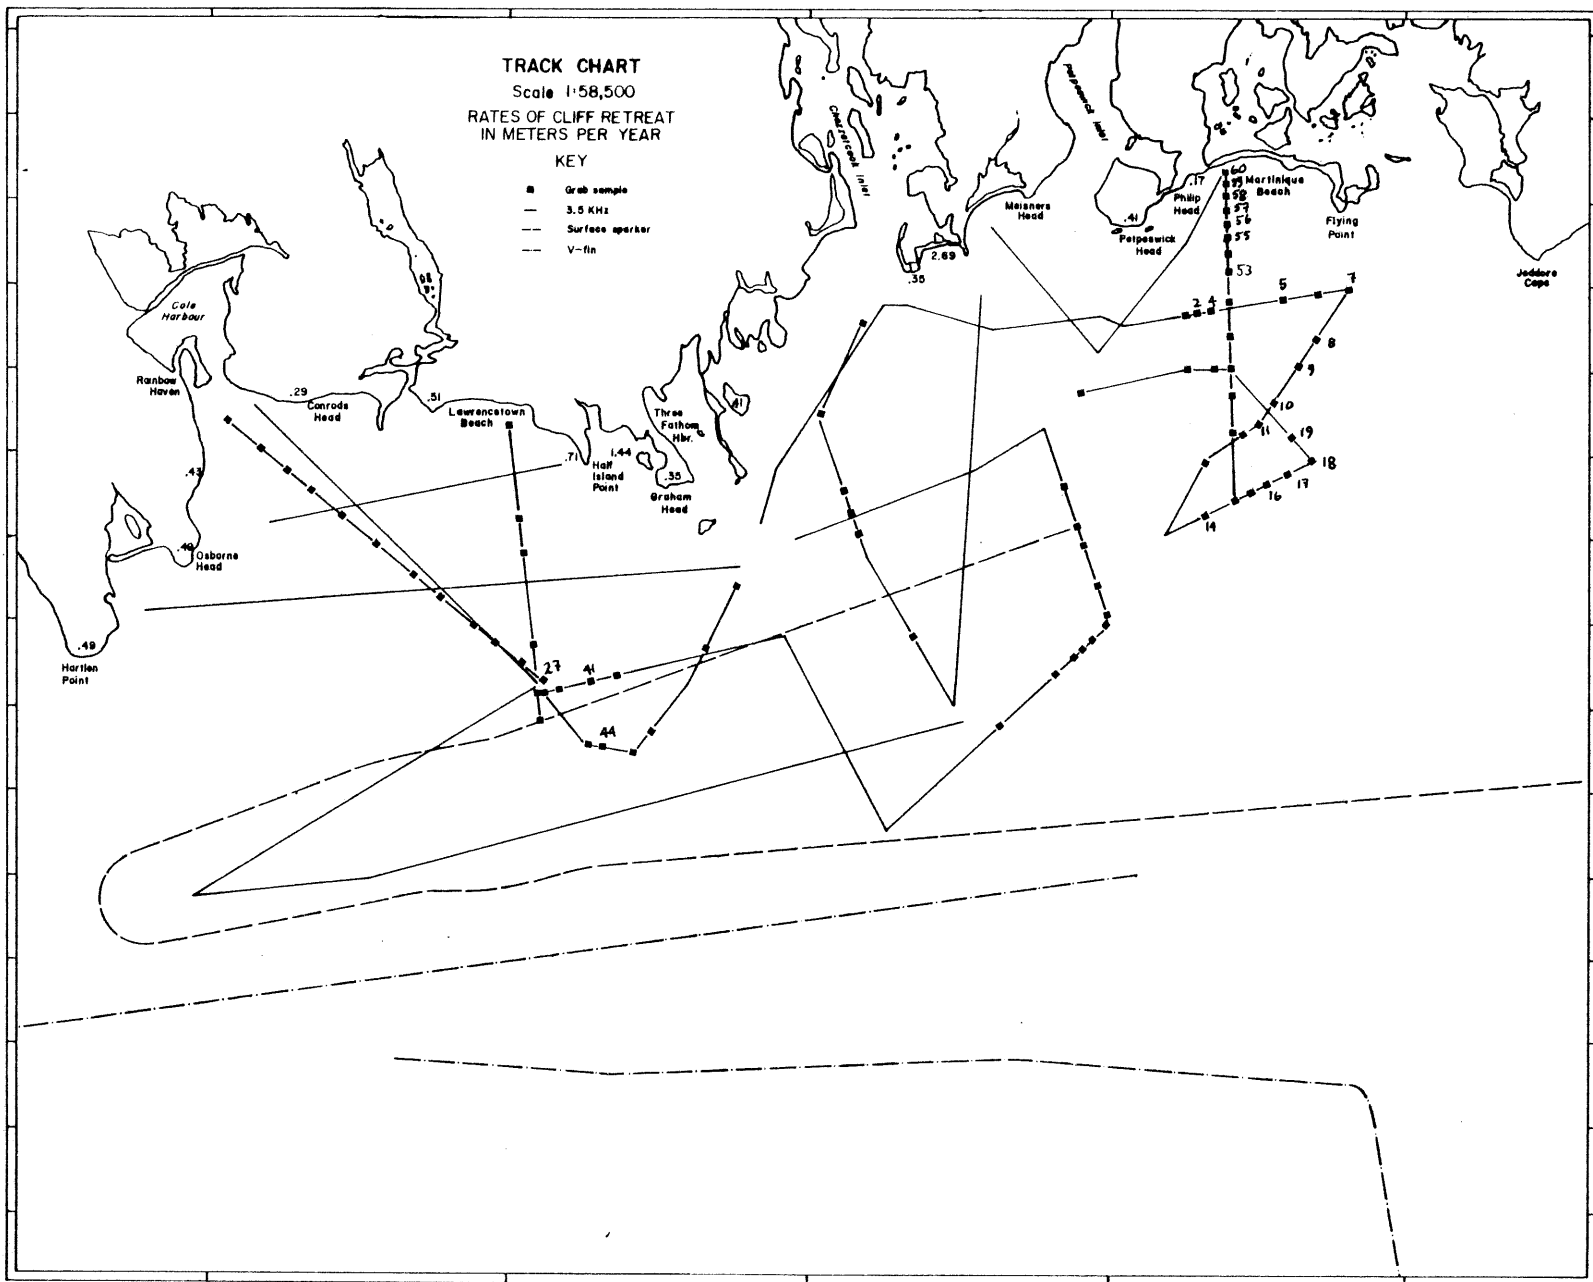 TRACK CHART
Scale 1:58,500
RATES OF CLIFF RETREAT
IN METERS PER YEAR
KEY
Grab sample
3.5 KHz
Surface sparker
V-fin
Chezzetcook Inlet
Petpeswick Inlet
Meisners
Head
2.69
.35
.41
Petpeswick
Head
.17
Philip
Head
Martinique
Beach
Flying
Point
Jeddore
Cape
60
59
58
57
56
55
53
2
4
5
7
8
9
10
11
19
18
17
16
14
Cole
Harbour
Rainbow
Haven
.29
Conrods
Head
.51
Lawrencetown
Beach
.71
Half
Island
Point
1.44
Three
Fathom
Hbr.
.41
.35
Graham
Head
.43
.40
Osborne
Head
.49
Hartlen
Point
27
41
44